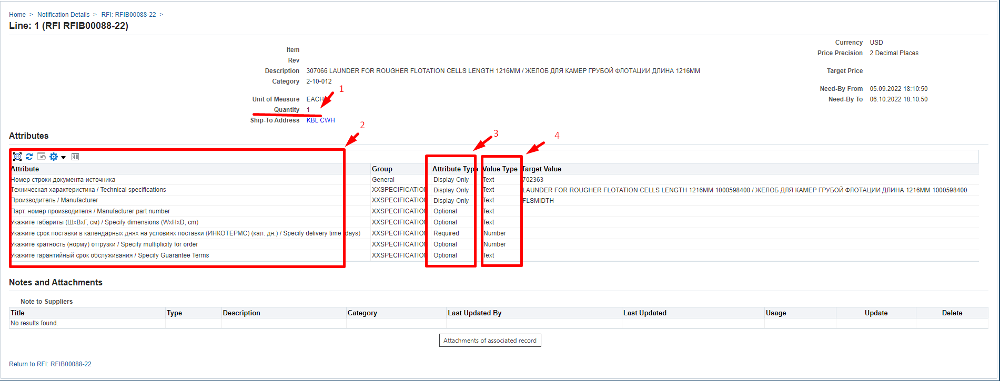 Home > Notification Details > RFI: RFIB00088-22 >
Line: 1 (RFI RFIB00088-22)
Currency USD
Item
Price Precision 2 Decimal Places
Rev
Description 307066 LAUNDER FOR ROUGHER FLOTATION CELLS LENGTH 1216MM / ЖЕЛОБ ДЛЯ КАМЕР ГРУБОЙ ФЛОТАЦИИ ДЛИНА 1216ММ
Target Price
Category 2-10-012
1
Need-By From 05.09.2022 18:10:50
Unit of Measure EACH
Need-By To 06.10.2022 18:10:50
Quantity 1
Ship-To Address KBL CWH
2
3
4
Attributes
Attribute Group Attribute Type Value Type Target Value
Номер строки документа-источника General Display Only Text 702363
Техническая характеристика / Technical specifications XXSPECIFICATION Display Only Text LAUNDER FOR ROUGHER FLOTATION CELLS LENGTH 1216MM 1000598400 / ЖЕЛОБ ДЛЯ КАМЕР ГРУБОЙ ФЛОТАЦИИ ДЛИНА 1216ММ 1000598400
Производитель / Manufacturer XXSPECIFICATION Display Only Text FLSMIDTH
Парт. номер производителя / Manufacturer part number XXSPECIFICATION Optional Text
Укажите габариты (ШхВхГ, см) / Specify dimensions (WxHxD, cm) XXSPECIFICATION Optional Text
Укажите срок поставки в календарных днях на условиях поставки (ИНКОТЕРМС) (кал. дн.) / Specify delivery time (days) XXSPECIFICATION Required Number
Укажите кратность (норму) отгрузки / Specify multiplicity for order XXSPECIFICATION Optional Number
Укажите гарантийный срок обслуживания / Specify Guarantee Terms XXSPECIFICATION Optional Text
Notes and Attachments
Note to Suppliers
Title Type Description Category Last Updated By Last Updated Usage Update Delete
No results found.
Attachments of associated record
Return to RFI: RFIB00088-22